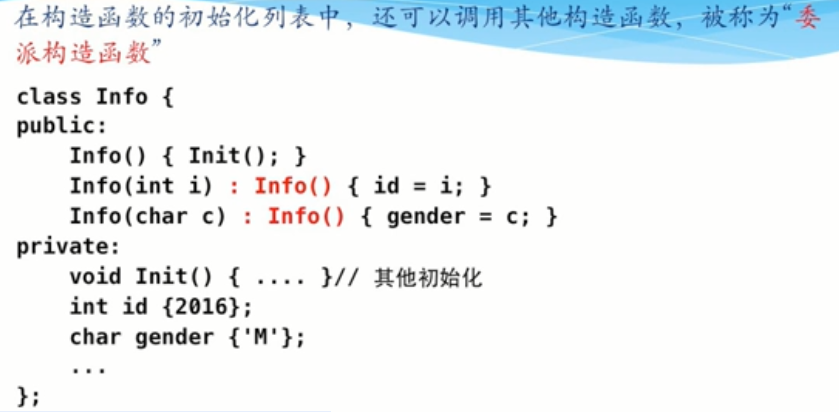 在构造函数的初始化列表中，还可以调用其他构造函数，被称为“委
派构造函数”
class Info {
public:
    Info() { Init(); }
    Info(int i) : Info() { id = i; }
    Info(char c) : Info() { gender = c; }
private:
    void Init() { .... }// 其他初始化
    int id {2016};
    char gender {'M'};
    ...
};